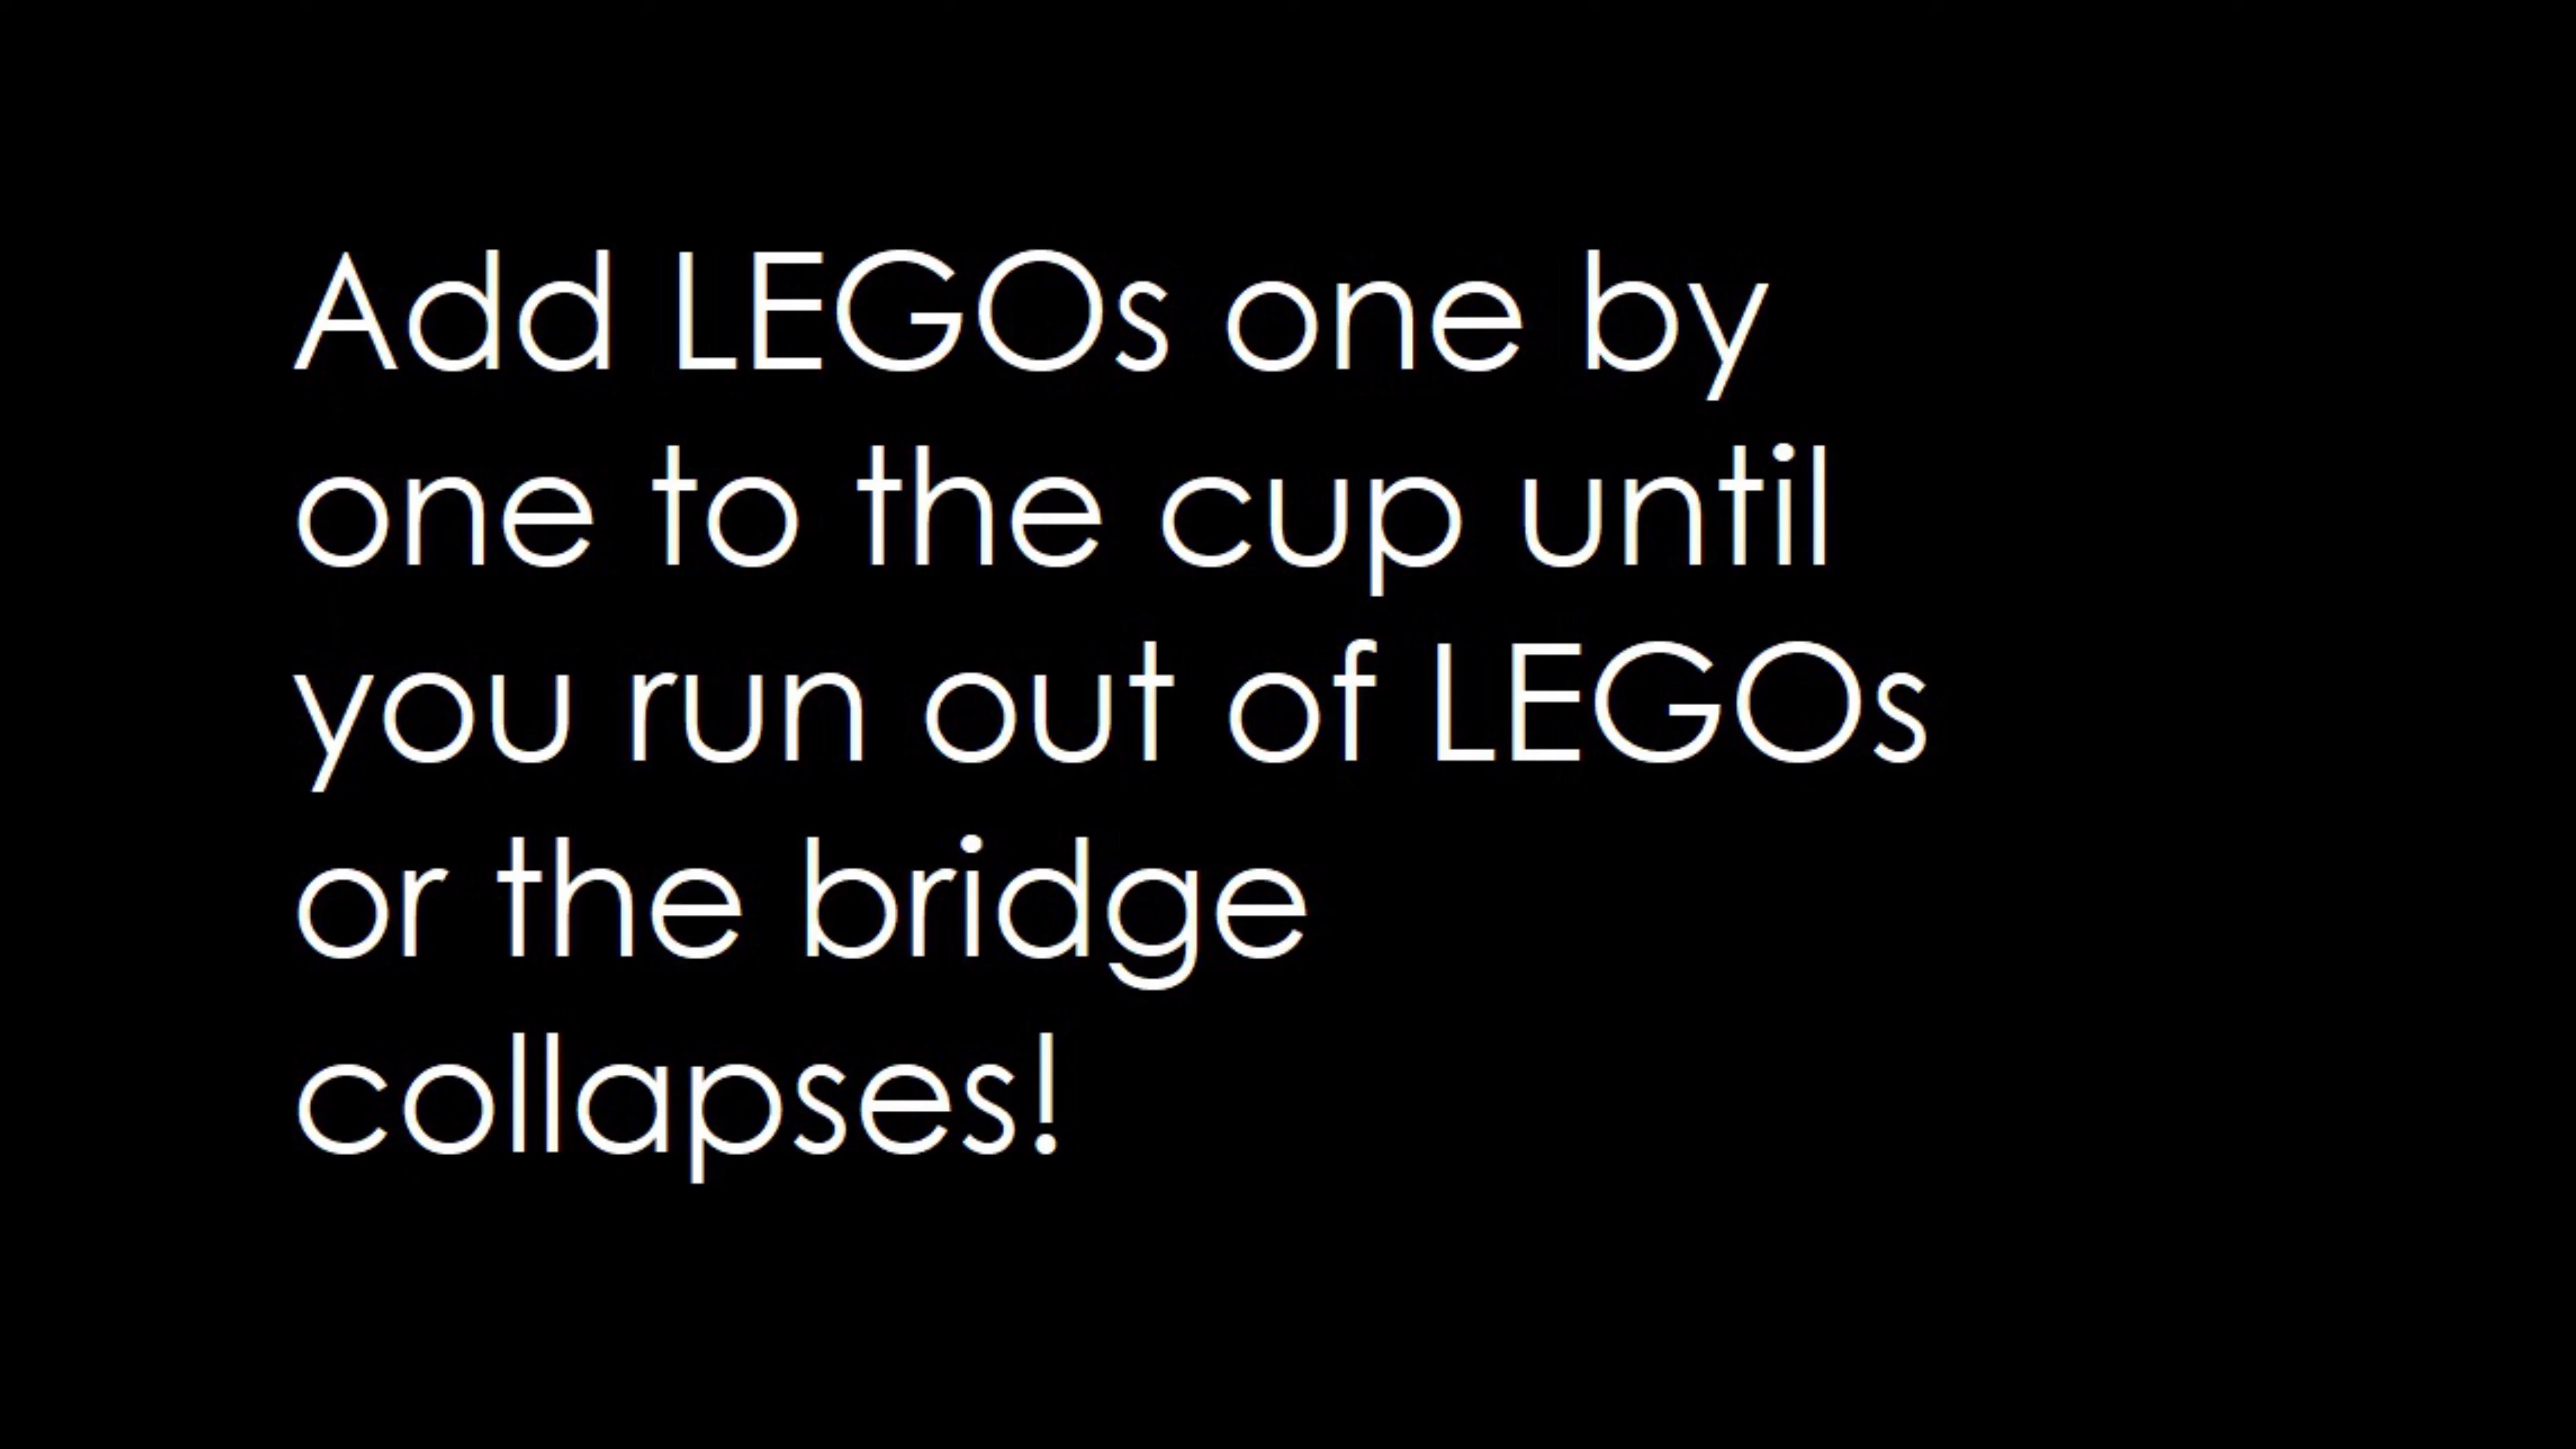 Add LEGOs one by
one to the cup until
you run out of LEGOs
or the bridge
collapses!